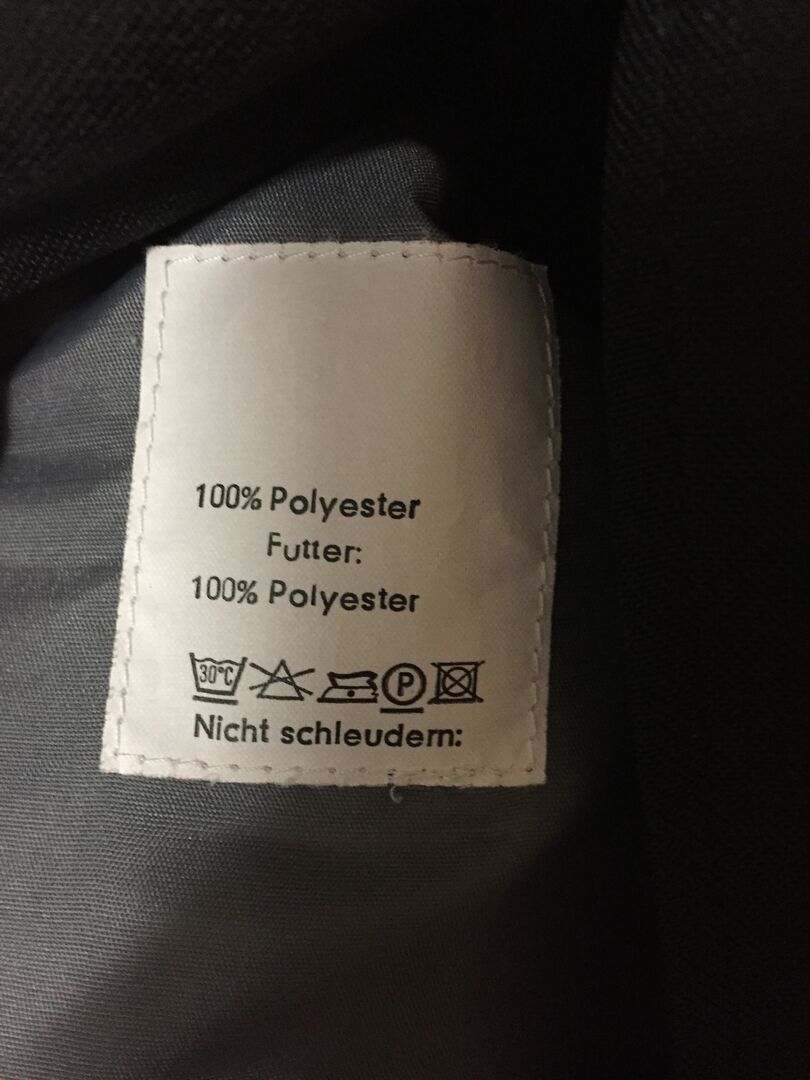 100% Polyester
Futter:
100% Polyester
30°C P
Nicht schleudern: